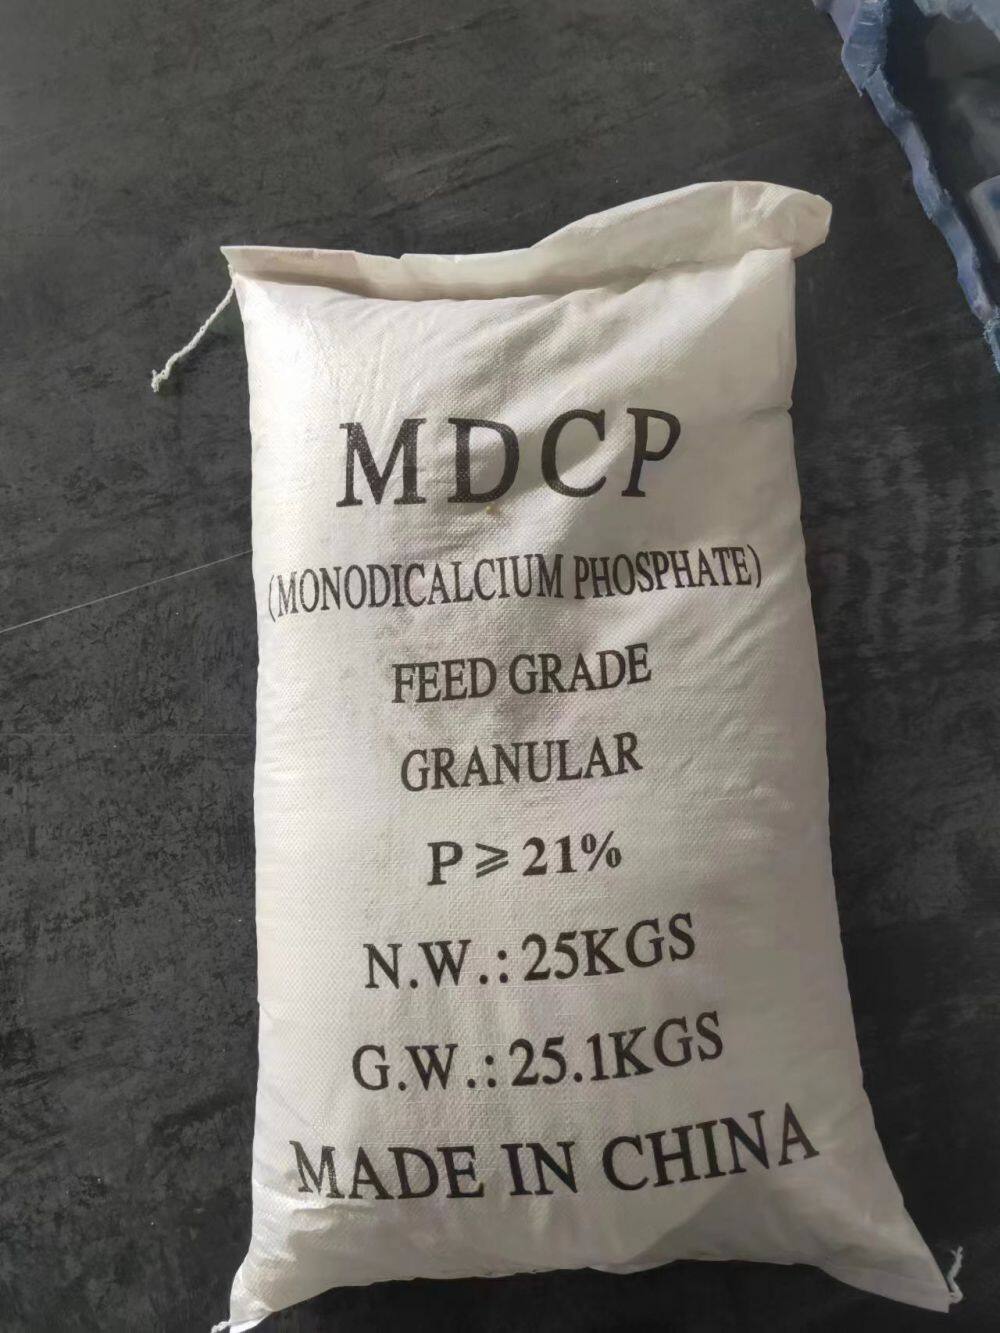 MDCP
(MONODICALCIUM PHOSPHATE)
FEED GRADE
GRANULAR
P⩾21%
N.W.:25KGS
G.W.:25.1KGS
MADE IN CHINA